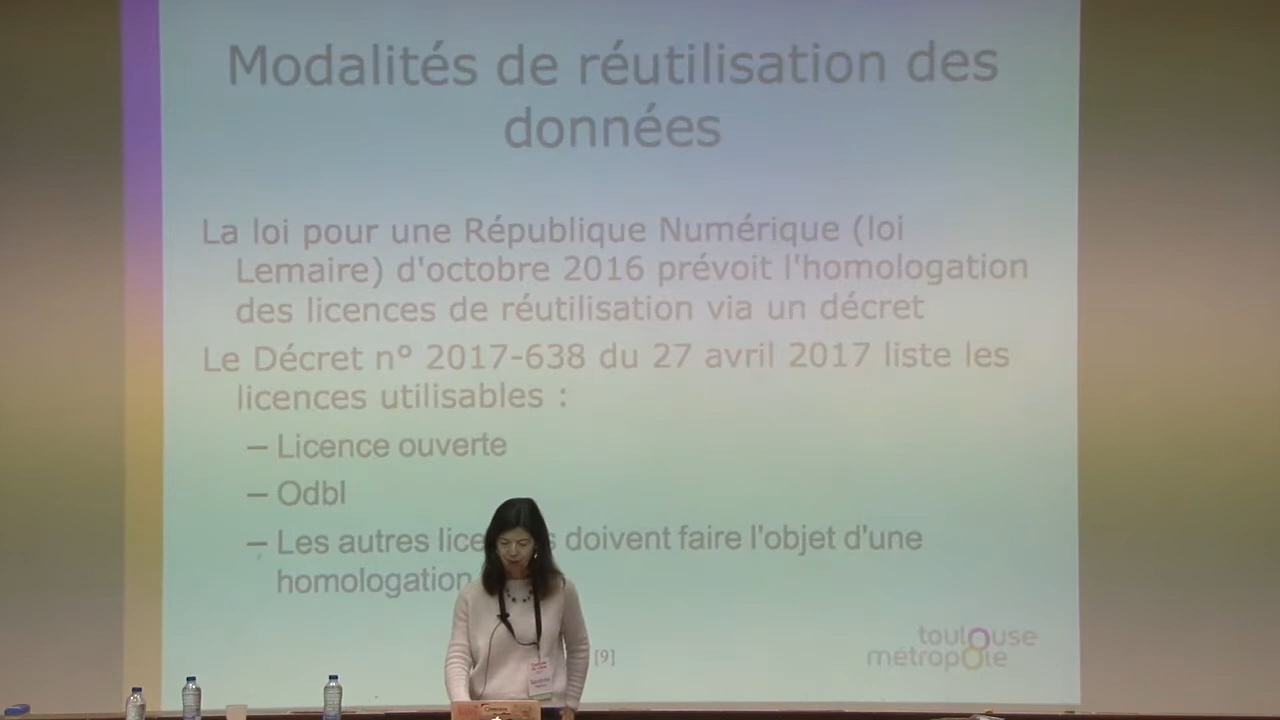 Modalités de réutilisation des
données
La loi pour une République Numérique (loi
Lemaire) d'octobre 2016 prévoit l'homologation
des licences de réutilisation via un décret
Le Décret n° 2017-638 du 27 avril 2017 liste les
licences utilisables :
– Licence ouverte
– Odbl
– Les autres doivent faire l'objet d'une
homologation
[9]
toulouse
métropole